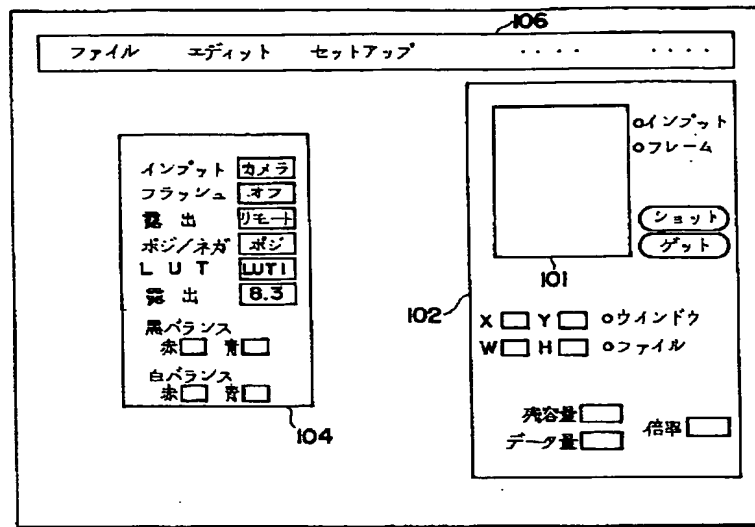 106
ファイル エディット セットアップ ・・・・ ・・・・
インプット カメラ
フラッシュ オフ
露出 リモート
ポジ/ネガ ポジ
LUT LUT1
露出 8.3
黒バランス
赤 青
白バランス
赤 青
104
インプット
フレーム
ショット
ゲット
101
102
X Y ウインドウ
W H ファイル
残容量
データ量
倍率